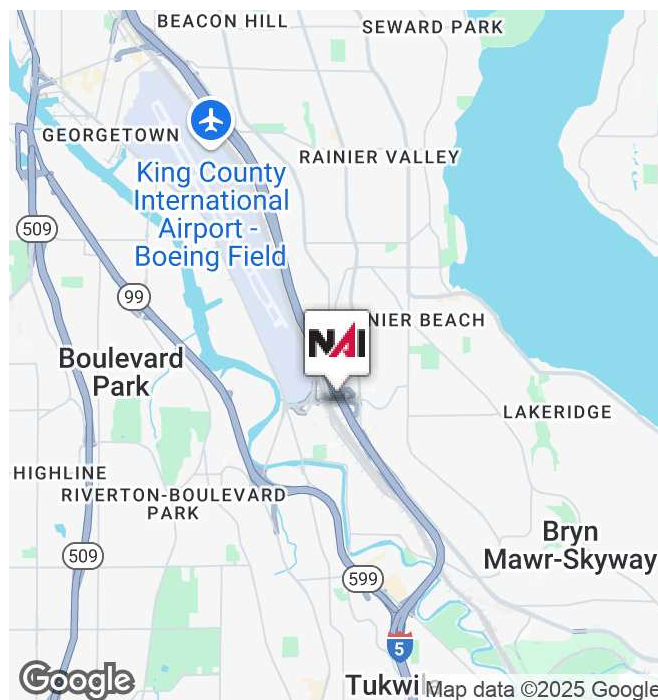 BEACON HILL
SEWARD PARK
GEORGETOWN
RAINIER VALLEY
King County
International
Airport -
Boeing Field
509
99
NAI
NIER BEACH
Boulevard
Park
LAKERIDGE
HIGHLINE
RIVERTON-BOULEVARD
PARK
Bryn
Mawr-Skyway
509
599
5
Google
Tukwil
Map data ©2025 Google